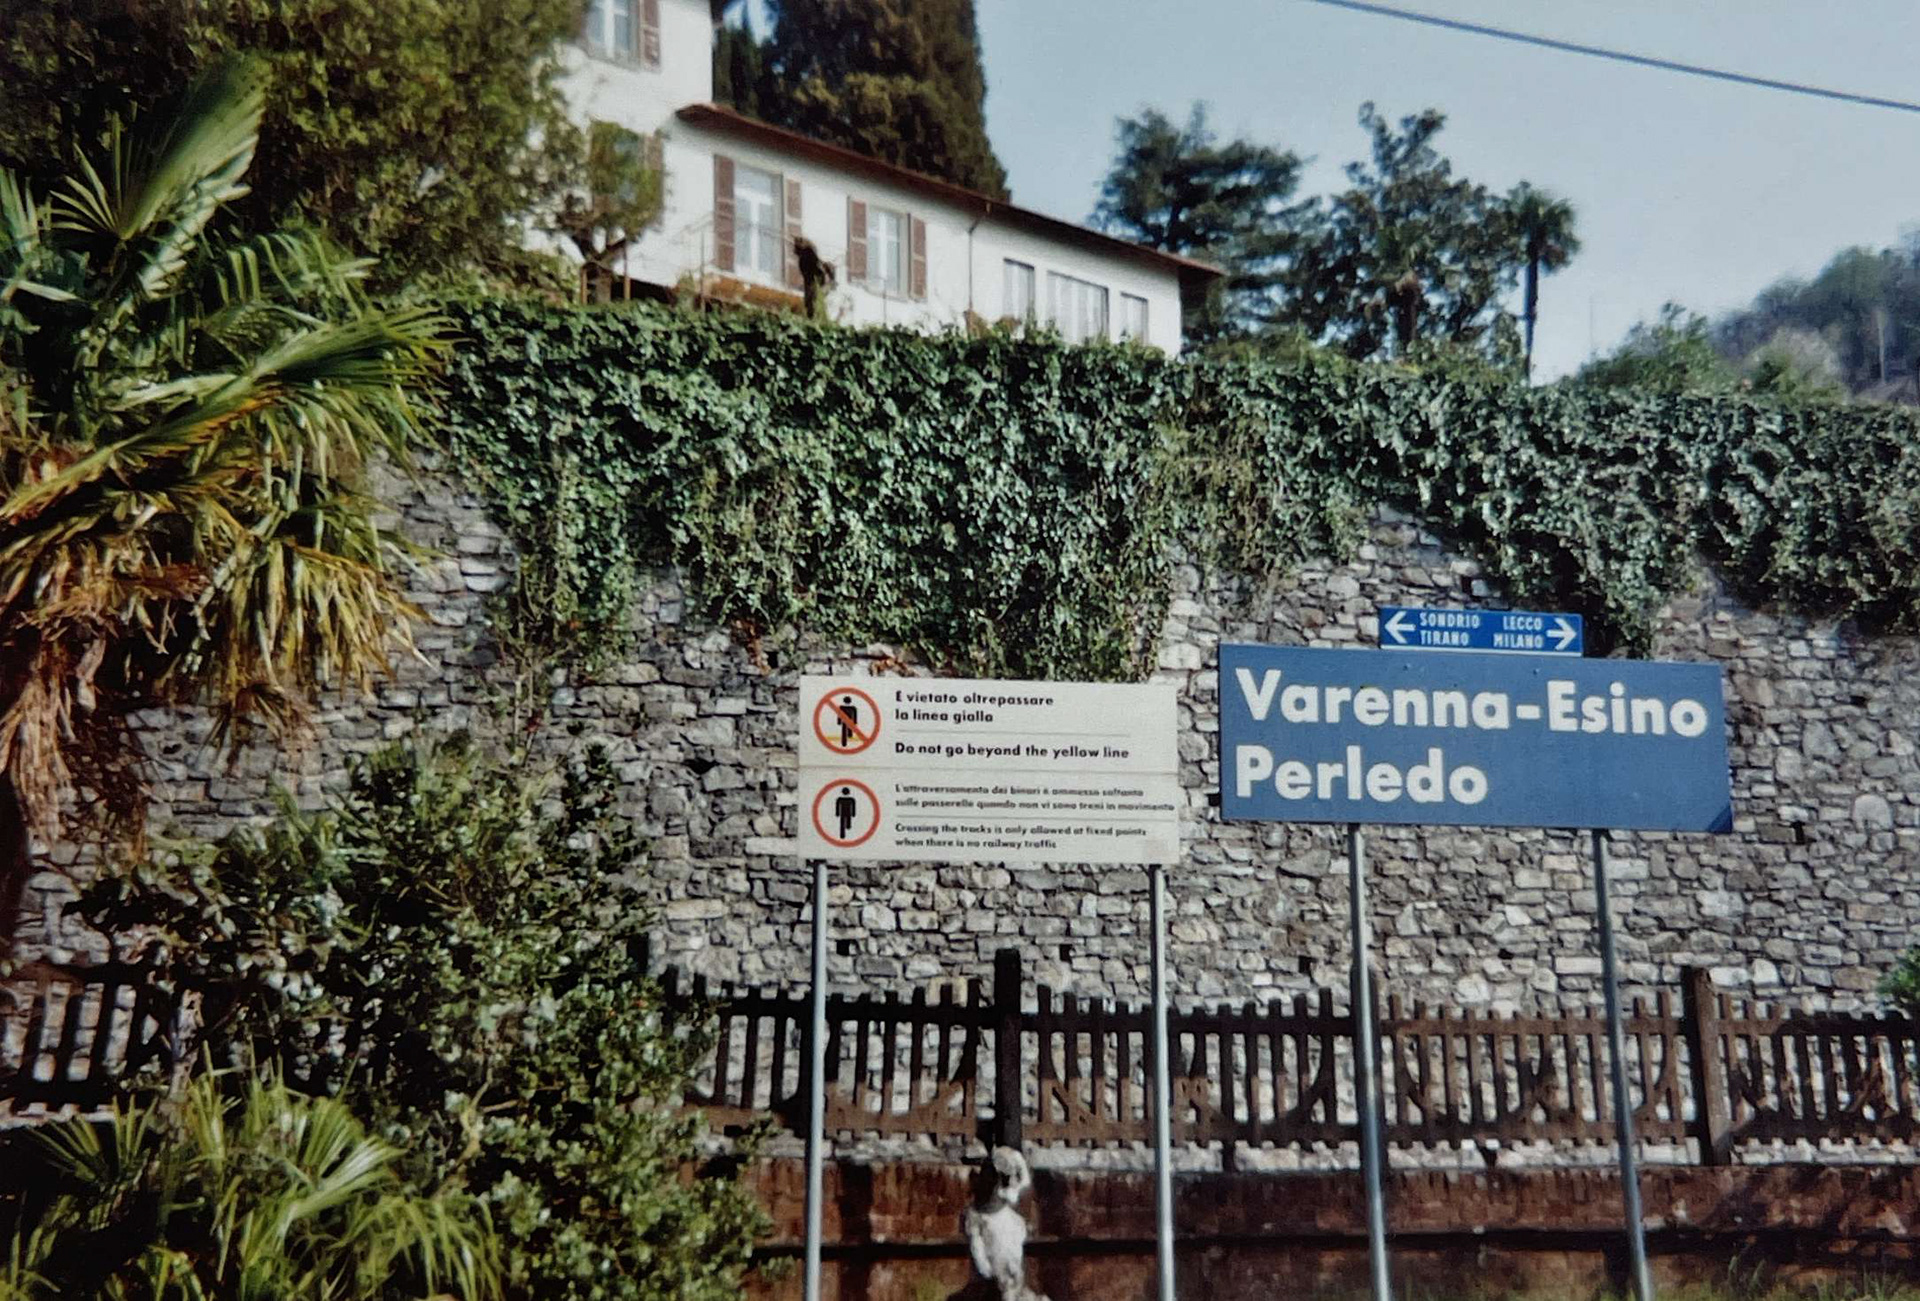 E vietato oltrepassare
la linea gialla
Do not go beyond the yellow line
L'attraversamento dei binari è ammesso soltanto
sulle passerelle quando non vi sono treni in movimento
Crossing the tracks is only allowed at fixed points
when there is no railway traffic
SONDRIO LECCO
TIRANO MILANO
Varenna-Esino
Perledo